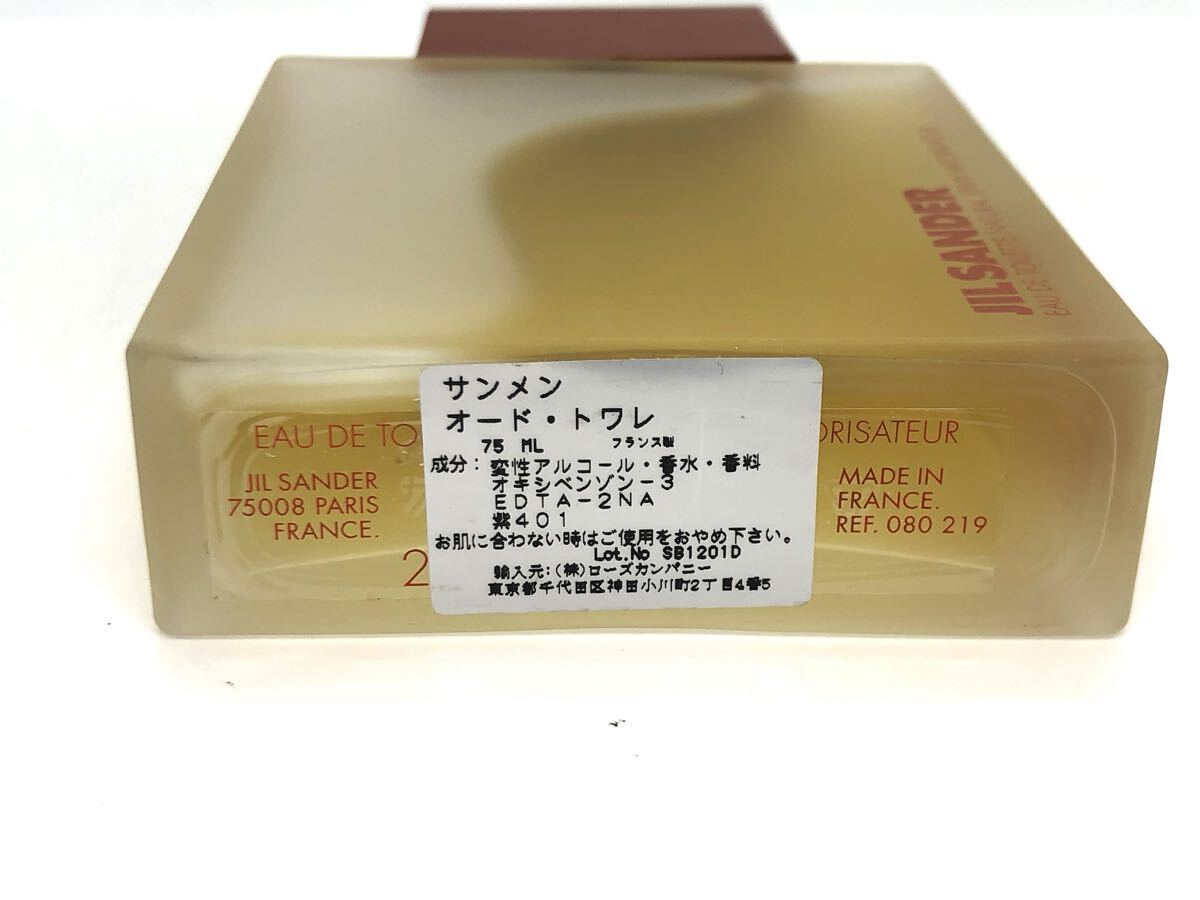 JIL SANDER
サンメン
オード・トワレ
75 ML フランス製
成分: 変性アルコール・香水・香料
オキシベンゾン-3
EDTA-2NA
紫401
お肌に合わない時はご使用をおやめ下さい。
Lot.No SB1201D
輸入元:(株)ローズカンパニー
東京都千代田区神田小川町2丁目4番5
EAU DE TO
JIL SANDER
75008 PARIS
FRANCE.
2
ORISATEUR
MADE IN
FRANCE.
REF. 080 219